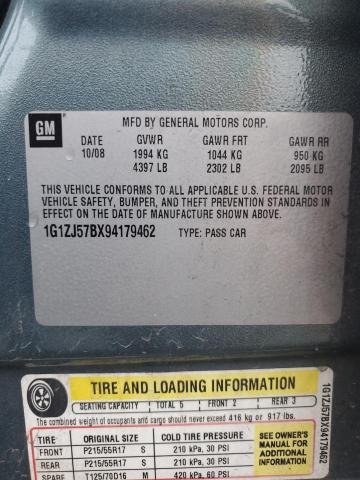 GM
MFD BY GENERAL MOTORS CORP.
DATE GVWR GAWR FRT GAWR RR
10/08 1994 KG 1044 KG 950 KG
4397 LB 2302 LB 2095 LB
THIS VEHICLE CONFORMS TO ALL APPLICABLE U.S. FEDERAL MOTOR
VEHICLE SAFETY, BUMPER, AND THEFT PREVENTION STANDARDS
IN EFFECT ON THE DATE OF MANUFACTURE SHOWN ABOVE.
1G1ZJ57BX94179462 TYPE: PASS CAR
TIRE AND LOADING INFORMATION
SEATING CAPACITY TOTAL 5 FRONT 2 REAR 3
The combined weight of occupants and cargo should never exceed 416 kg or 917 lbs.
TIRE ORIGINAL SIZE COLD TIRE PRESSURE
FRONT P215/55R17 S 210 kPa, 30 PSI
REAR P215/55R17 S 210 kPa, 30 PSI
SPARE T125/70D16 M 420 kPa, 60 PSI
SEE OWNER'S
MANUAL FOR
ADDITIONAL
INFORMATION
1G1ZJ57BX94179462